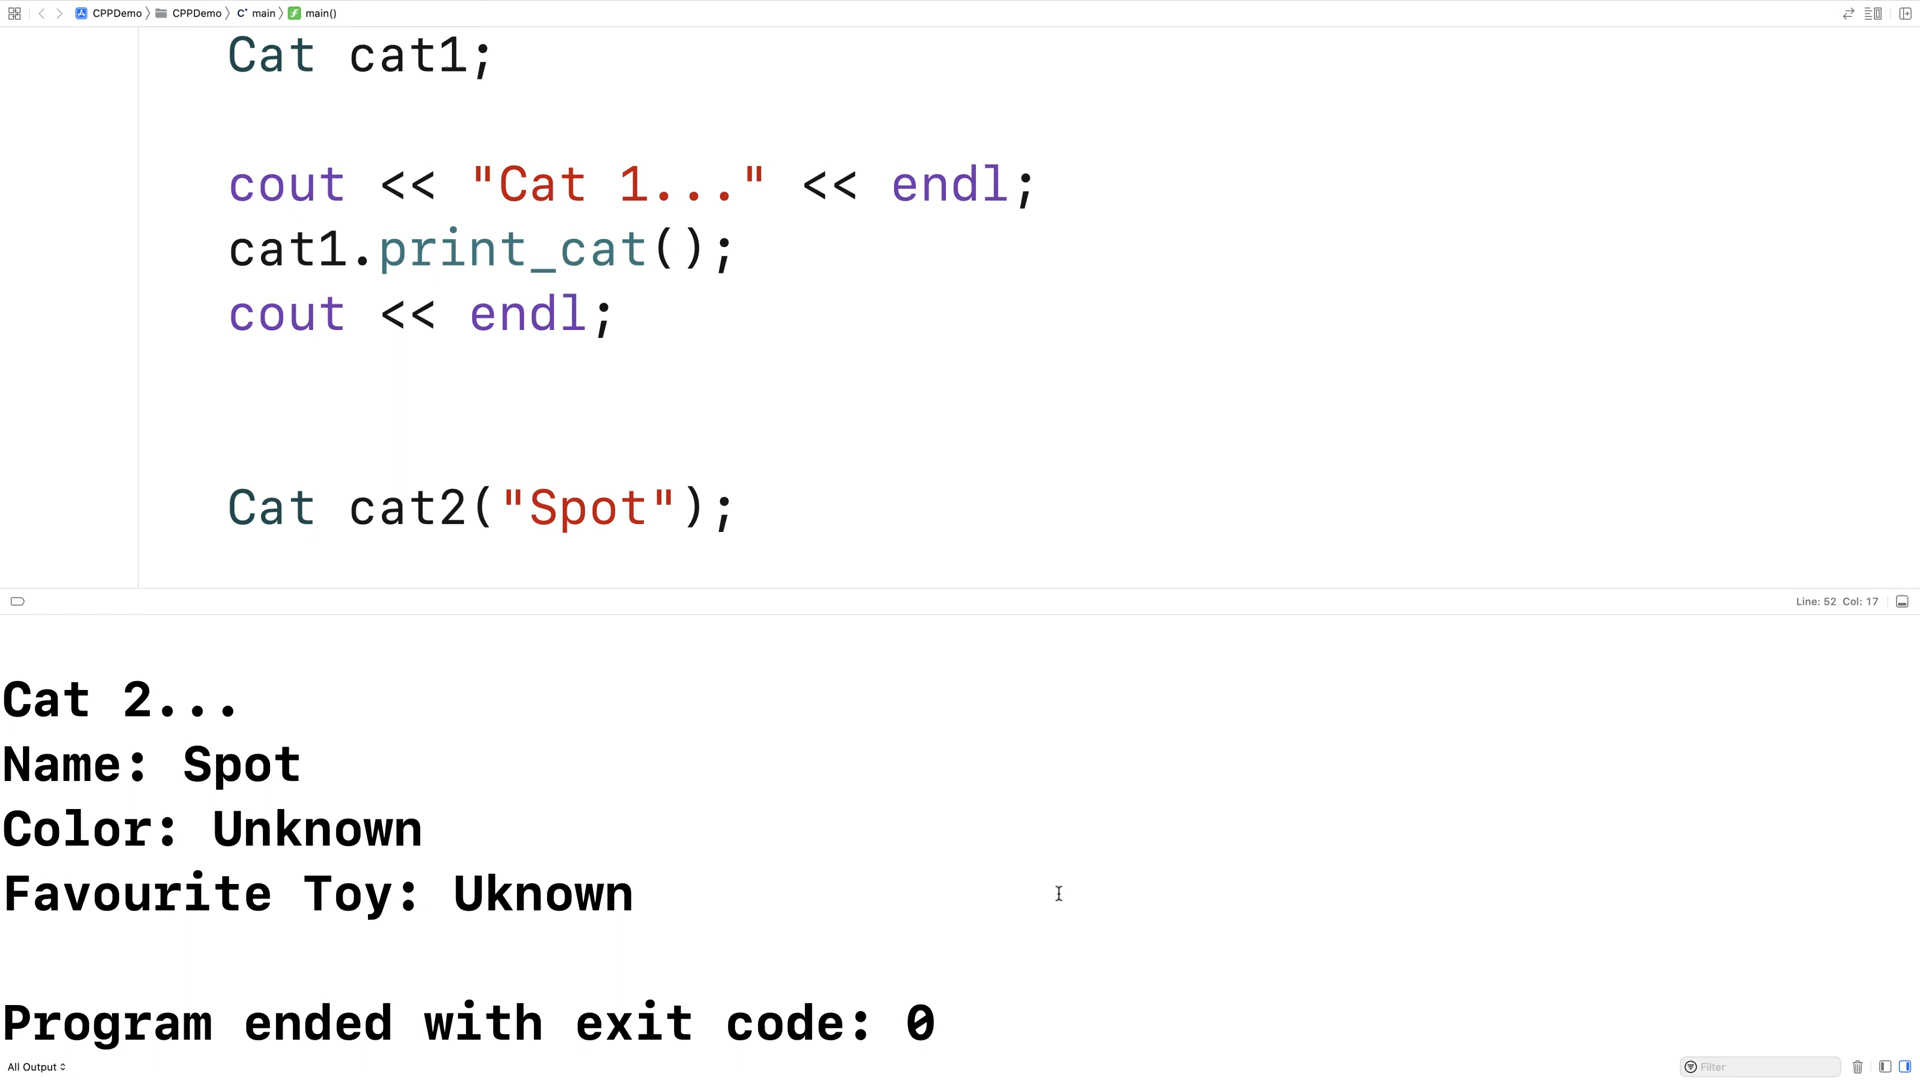 CPPDemo 〉 CPPDemo 〉 C⁺ main 〉 f main()
Cat cat1;
cout << "Cat 1..." << endl;
cat1.print_cat();
cout << endl;
Cat cat2("Spot");
Line: 52 Col: 17
Cat 2...
Name: Spot
Color: Unknown
Favourite Toy: Uknown
Program ended with exit code: 0
All Output
Filter